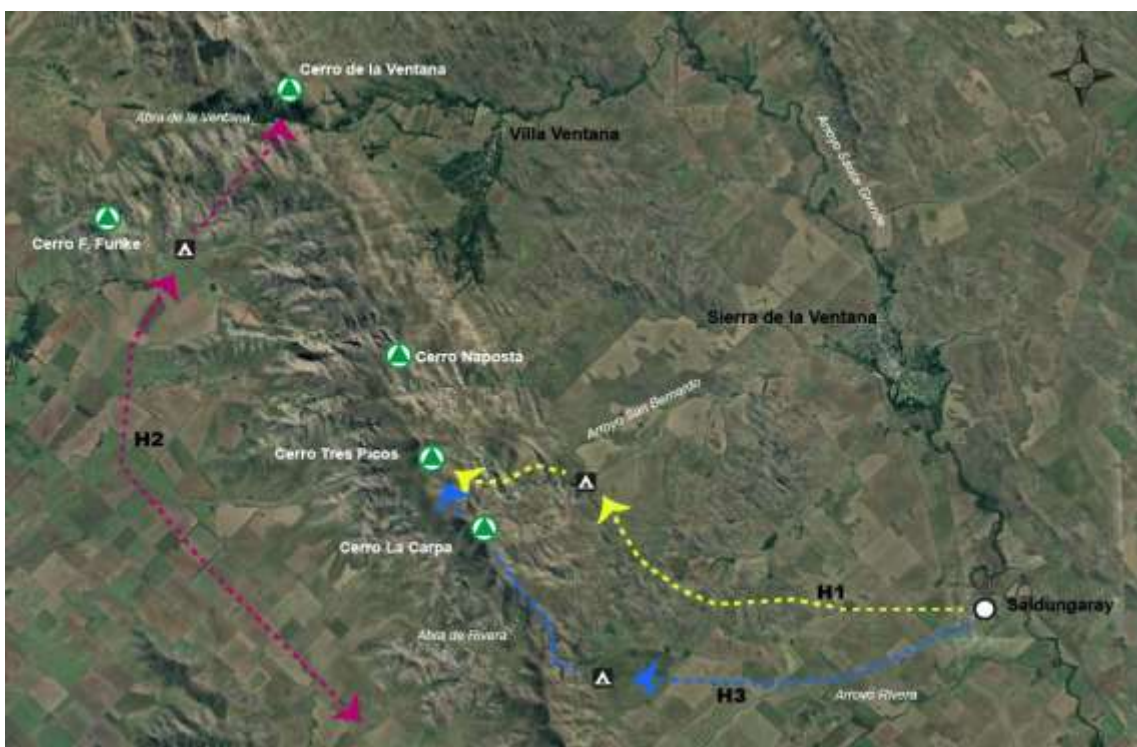 Cerro de la Ventana
Abra de la Ventana
Villa Ventana
Arroyo Sauce Grande
Cerro F. Funke
Sierra de la Ventana
Cerro Naposta
Arroyo San Bernardo
H2
Cerro Tres Picos
Cerro La Carpa
H1
Saldungaray
Abra de Rivera
H3
Arroyo Rivera